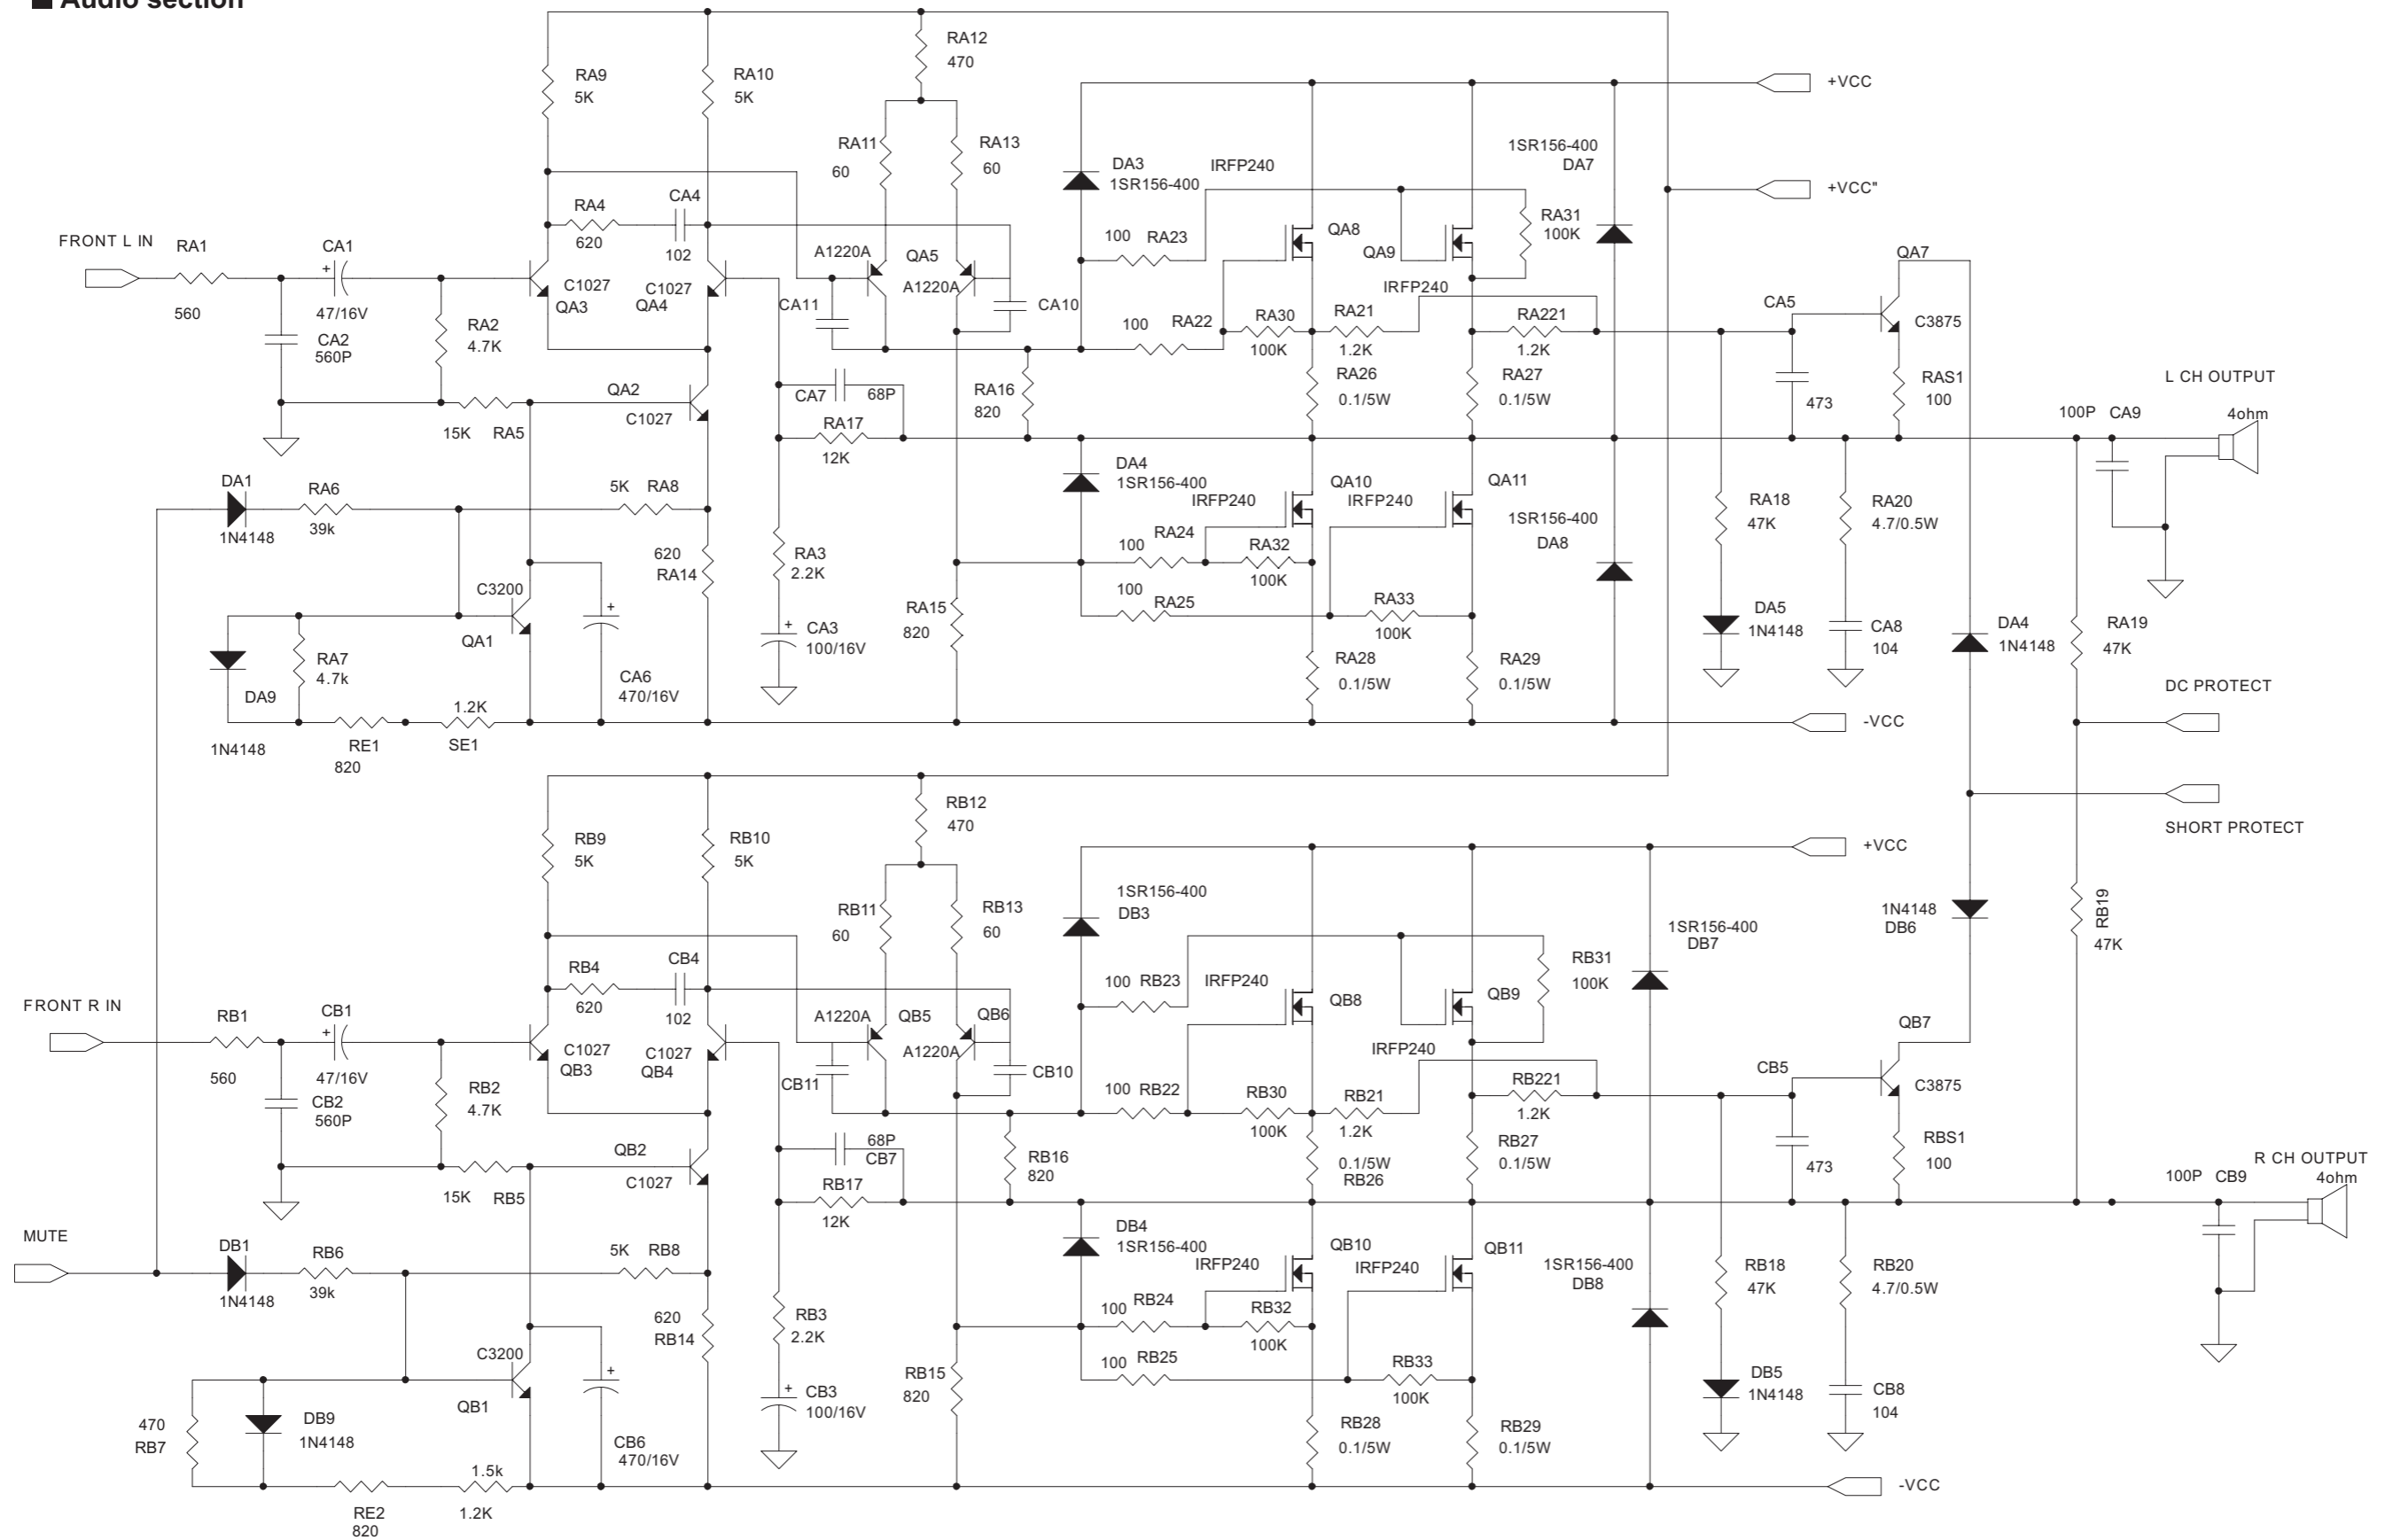 ■ Audio section
RA12
470
RA9
5K
RA10
5K
+VCC
RA11
60
RA13
60
DA3
1SR156-400
IRFP240
1SR156-400
DA7
+VCC"
FRONT L IN
RA1
560
CA1
47/16V
CA2
560P
RA2
4.7K
RA4
620
CA4
102
C1027
QA3
C1027
QA4
A1220A
QA5
A1220A
CA11
CA10
100 RA23
100 RA22
QA8
QA9
IRFP240
RA31
100K
RA30
100K
RA21
1.2K
RA221
1.2K
RA26
0.1/5W
RA27
0.1/5W
QA7
CA5
C3875
473
RAS1
100
L CH OUTPUT
4ohm
100P CA9
QA2
C1027
15K RA5
CA7 68P
RA17
12K
RA16
820
DA1
1N4148
RA6
39k
5K RA8
620
RA14
RA3
2.2K
CA3
100/16V
DA4
1SR156-400
IRFP240
QA10
IRFP240
QA11
1SR156-400
DA8
100
RA24
RA32
100K
100
RA25
RA33
100K
RA15
820
RA28
0.1/5W
RA29
0.1/5W
RA18
47K
RA20
4.7/0.5W
DA5
1N4148
CA8
104
DA4
1N4148
RA19
47K
DC PROTECT
C3200
QA1
CA6
470/16V
RA7
4.7k
DA9
1N4148
RE1
820
1.2K
SE1
-VCC
SHORT PROTECT
RB12
470
RB9
5K
RB10
5K
+VCC
RB11
60
RB13
60
1SR156-400
DB3
1SR156-400
DB7
1N4148
DB6
RB19
47K
FRONT R IN
RB1
560
CB1
47/16V
CB2
560P
RB2
4.7K
RB4
620
CB4
102
C1027
QB3
C1027
QB4
A1220A
QB5
QB6
A1220A
CB11
CB10
100 RB23
IRFP240
QB8
QB9
IRFP240
RB31
100K
100 RB22
RB30
100K
RB21
1.2K
RB221
1.2K
0.1/5W
RB26
RB27
0.1/5W
QB7
CB5
C3875
473
RBS1
100
R CH OUTPUT
4ohm
100P CB9
QB2
C1027
15K RB5
68P
CB7
RB17
12K
RB16
820
MUTE
DB1
1N4148
RB6
39k
5K RB8
620
RB14
RB3
2.2K
CB3
100/16V
DB4
1SR156-400
IRFP240
QB10
IRFP240
QB11
1SR156-400
DB8
100 RB24
RB32
100K
100 RB25
RB33
100K
RB15
820
RB28
0.1/5W
RB29
0.1/5W
RB18
47K
RB20
4.7/0.5W
DB5
1N4148
CB8
104
C3200
QB1
CB6
470/16V
470
RB7
DB9
1N4148
RE2
820
1.5k
1.2K
-VCC